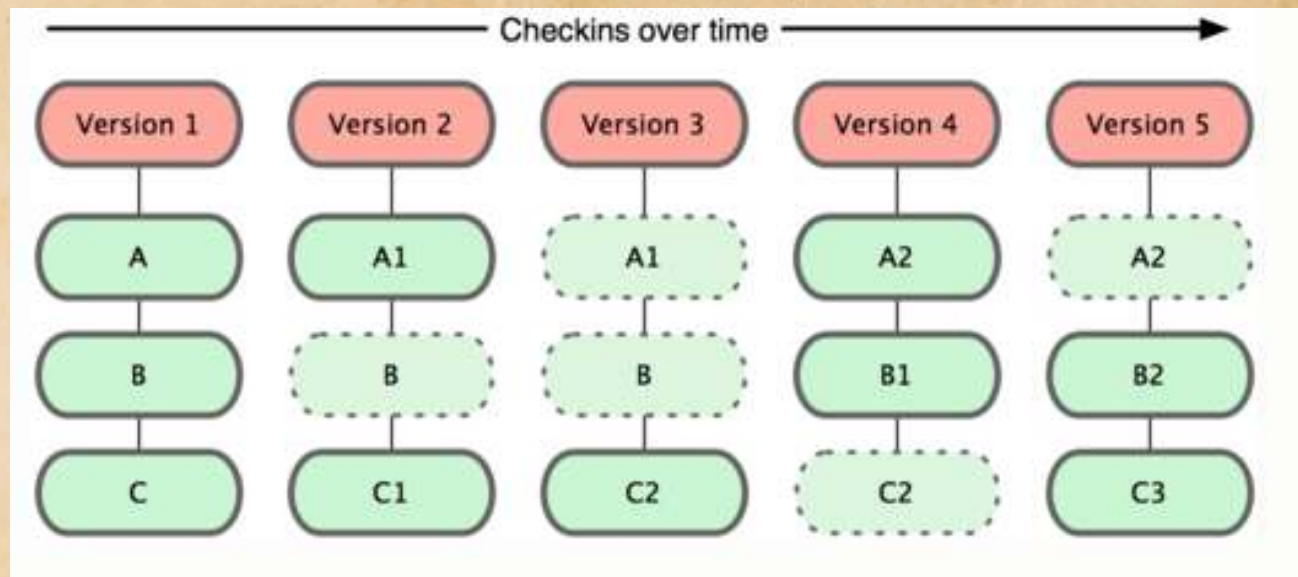 Checkins over time
Version 1 Version 2 Version 3 Version 4 Version 5
A A1 A1 A2 A2
B B B B1 B2
C C1 C2 C2 C3